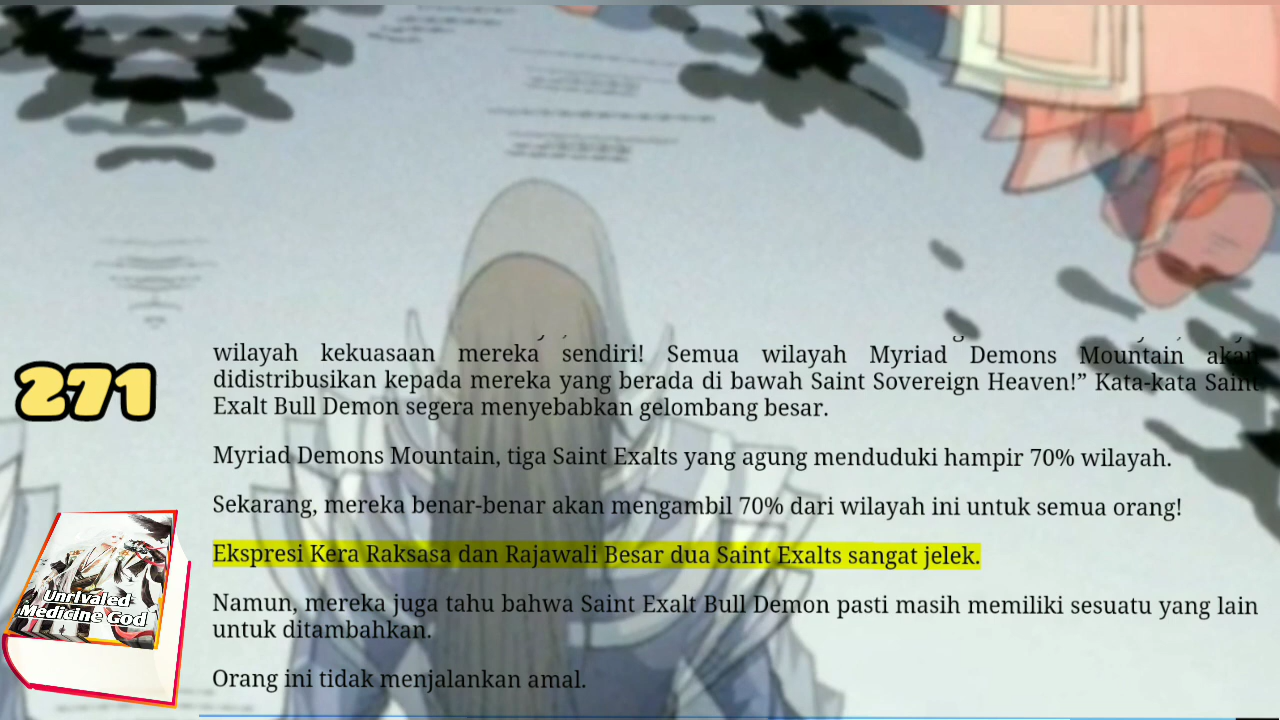 wilayah kekuasaan mereka sendiri! Semua wilayah Myriad Demons Mountain akan
didistribusikan kepada mereka yang berada di bawah Saint Sovereign Heaven!” Kata-kata Saint
Exalt Bull Demon segera menyebabkan gelombang besar.
271
Myriad Demons Mountain, tiga Saint Exalts yang agung menduduki hampir 70% wilayah.
Sekarang, mereka benar-benar akan mengambil 70% dari wilayah ini untuk semua orang!
Ekspresi Kera Raksasa dan Rajawali Besar dua Saint Exalts sangat jelek.
Namun, mereka juga tahu bahwa Saint Exalt Bull Demon pasti masih memiliki sesuatu yang lain
untuk ditambahkan.
Orang ini tidak menjalankan amal.
Unrivaled
Medicine God